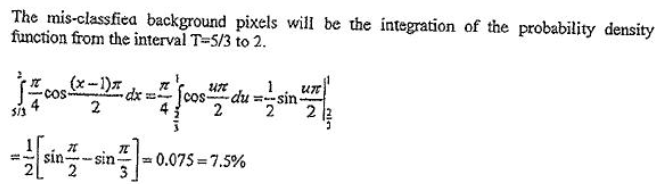 The mis-classfied background pixels will be the integration of the probability density
function from the interval T=5/3 to 2.
∫_{5/3}^{2} π/4 cos (x−1)π/2 dx = π/4 ∫_{2/3}^{1} cos uπ/2 du = 1/2 sin uπ/2 |_{2/3}^{1}
= 1/2 [sin π/2 − sin π/3] = 0.075 = 7.5%